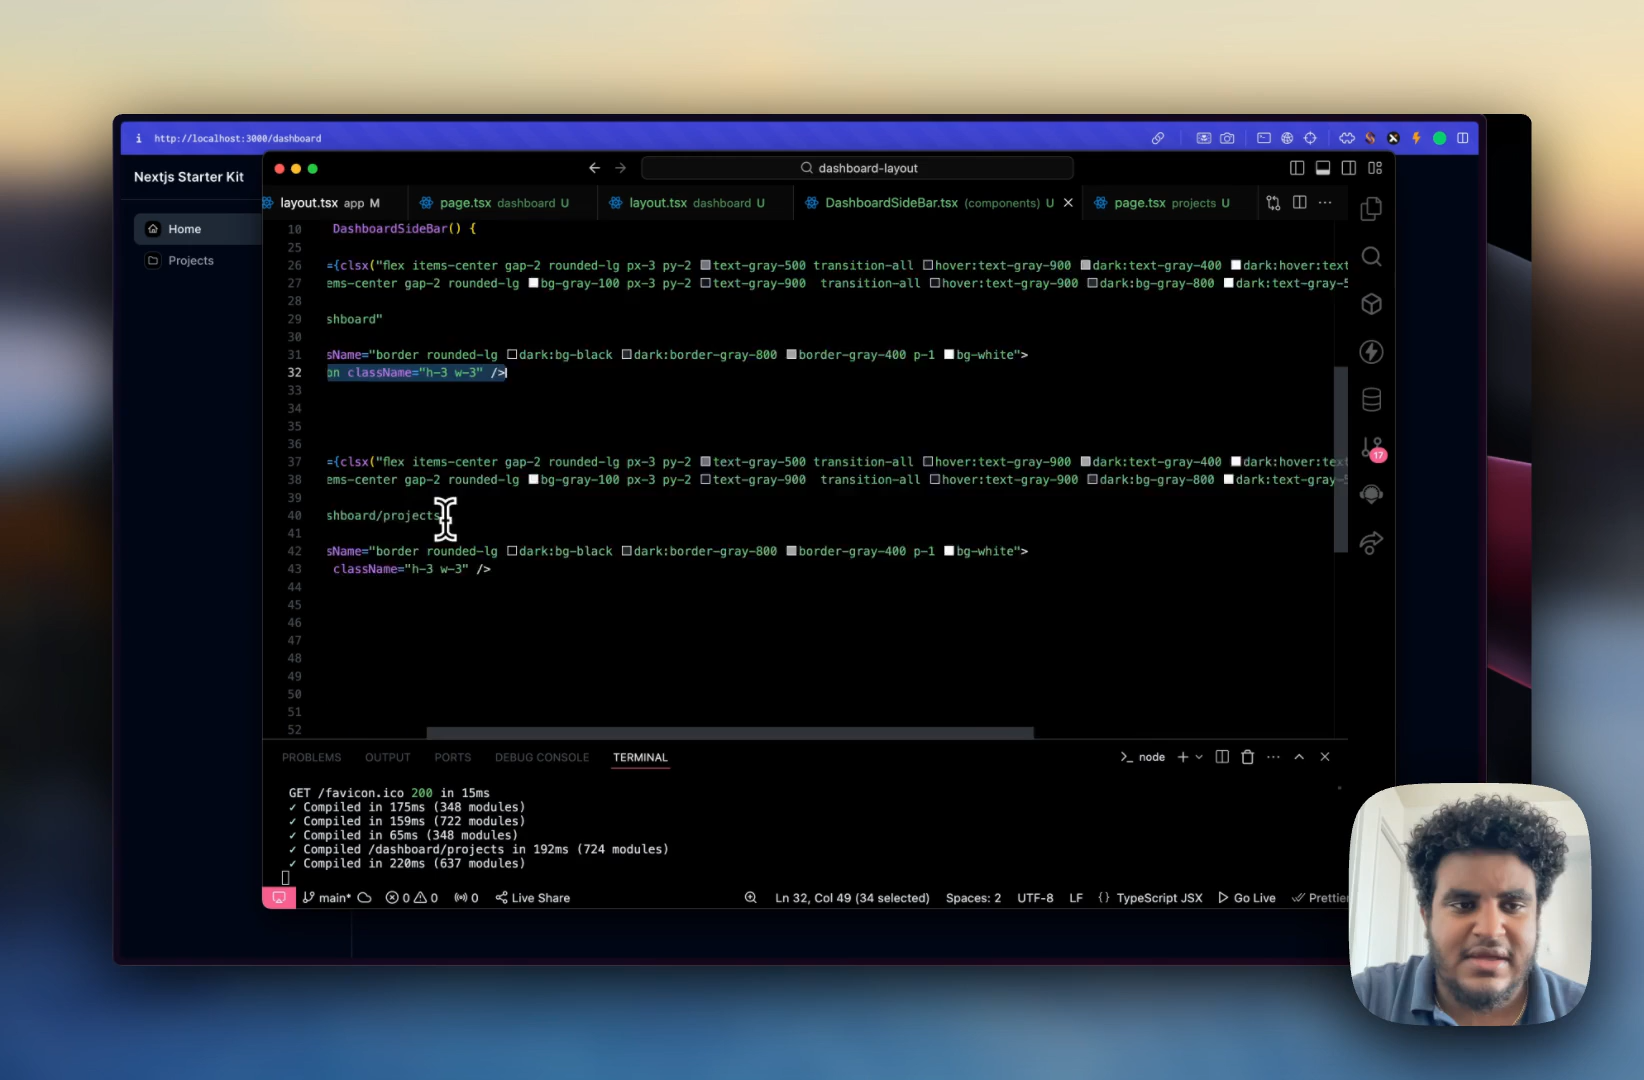 http://localhost:3000/dashboard
Nextjs Starter Kit
Home
Projects
dashboard-layout
layout.tsx app M
page.tsx dashboard U
layout.tsx dashboard U
DashboardSideBar.tsx (components) U
page.tsx projects U
10 DashboardSideBar() {
25
26 ={clsx("flex items-center gap-2 rounded-lg px-3 py-2 text-gray-500 transition-all hover:text-gray-900 dark:text-gray-400 dark:hover:text
27 ems-center gap-2 rounded-lg bg-gray-100 px-3 py-2 text-gray-900 transition-all hover:text-gray-900 dark:bg-gray-800 dark:text-gray-5
28
29 shboard"
30
31 sName="border rounded-lg dark:bg-black dark:border-gray-800 border-gray-400 p-1 bg-white">
32 on className="h-3 w-3" />
33
34
35
36
37 ={clsx("flex items-center gap-2 rounded-lg px-3 py-2 text-gray-500 transition-all hover:text-gray-900 dark:text-gray-400 dark:hover:text
38 ems-center gap-2 rounded-lg bg-gray-100 px-3 py-2 text-gray-900 transition-all hover:text-gray-900 dark:bg-gray-800 dark:text-gray-5
39
40 shboard/projects
41
42 sName="border rounded-lg dark:bg-black dark:border-gray-800 border-gray-400 p-1 bg-white">
43 className="h-3 w-3" />
44
45
46
47
48
49
50
51
52
17
PROBLEMS OUTPUT PORTS DEBUG CONSOLE TERMINAL
node
GET /favicon.ico 200 in 15ms
✓ Compiled in 175ms (348 modules)
✓ Compiled in 159ms (722 modules)
✓ Compiled in 65ms (348 modules)
✓ Compiled /dashboard/projects in 192ms (724 modules)
✓ Compiled in 220ms (637 modules)
main* 0 0 0 Live Share Ln 32, Col 49 (34 selected) Spaces: 2 UTF-8 LF {} TypeScript JSX Go Live Prettie